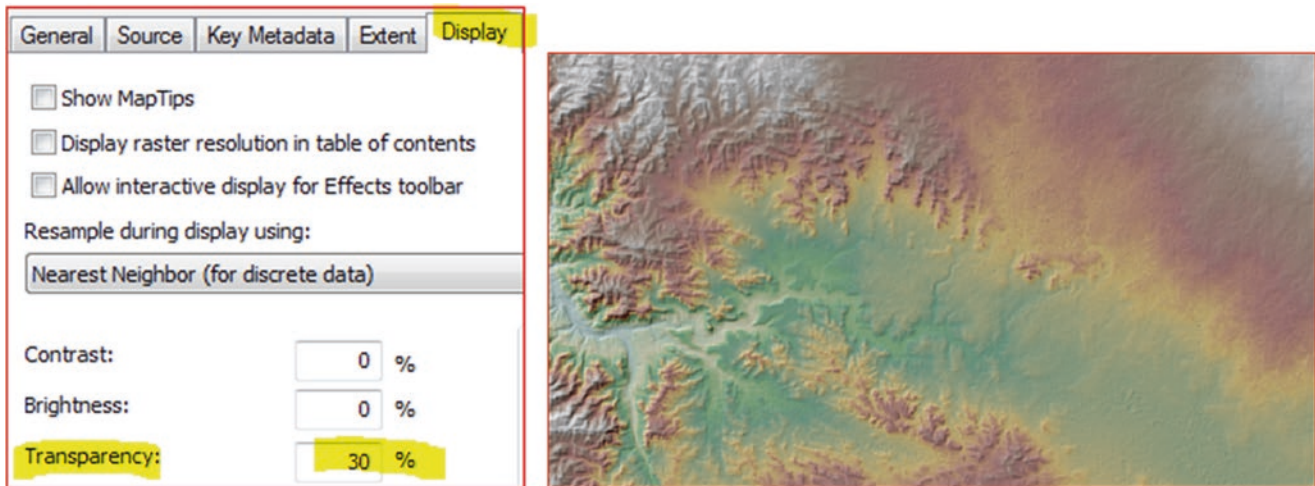 General Source Key Metadata Extent Display
Show MapTips
Display raster resolution in table of contents
Allow interactive display for Effects toolbar
Resample during display using:
Nearest Neighbor (for discrete data)
Contrast: 0 %
Brightness: 0 %
Transparency: 30 %